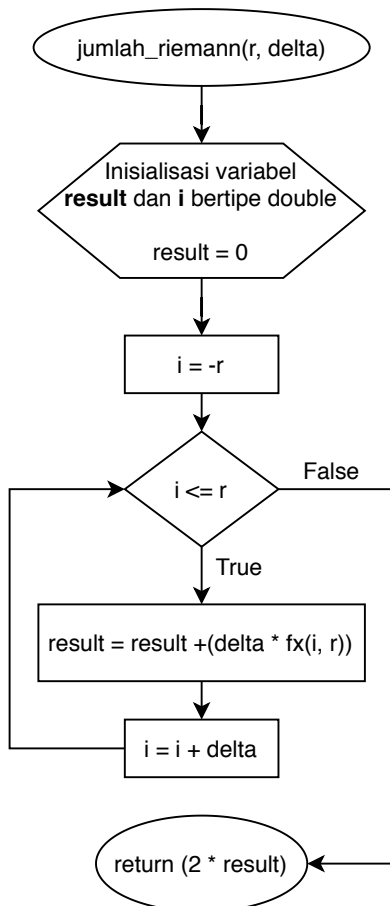 jumlah_riemann(r, delta)
Inisialisasi variabel
result dan i bertipe double
result = 0
i = -r
i <= r
False
True
result = result +(delta * fx(i, r))
i = i + delta
return (2 * result)